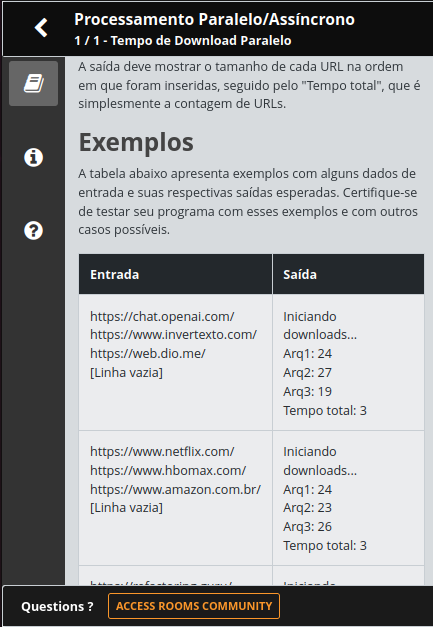 Processamento Paralelo/Assíncrono
1 / 1 - Tempo de Download Paralelo
A saída deve mostrar o tamanho de cada URL na ordem
em que foram inseridas, seguido pelo "Tempo total", que é
simplesmente a contagem de URLs.
Exemplos
A tabela abaixo apresenta exemplos com alguns dados de
entrada e suas respectivas saídas esperadas. Certifique-se
de testar seu programa com esses exemplos e com outros
casos possíveis.
Entrada
Saída
https://chat.openai.com/
https://www.invertexto.com/
https://web.dio.me/
[Linha vazia]
Iniciando
downloads...
Arq1: 24
Arq2: 27
Arq3: 19
Tempo total: 3
https://www.netflix.com/
https://www.hbomax.com/
https://www.amazon.com.br/
[Linha vazia]
Iniciando
downloads...
Arq1: 24
Arq2: 23
Arq3: 26
Tempo total: 3
https://refactoring.guru/
Iniciando
Questions ?
ACCESS ROOMS COMMUNITY